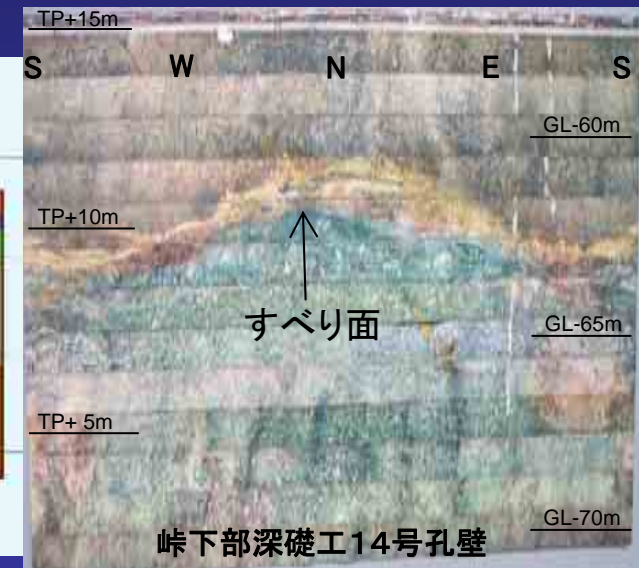 TP+15m
S W N E S
GL-60m
TP+10m
すべり面
GL-65m
TP+ 5m
GL-70m
峠下部深礎工14号孔壁